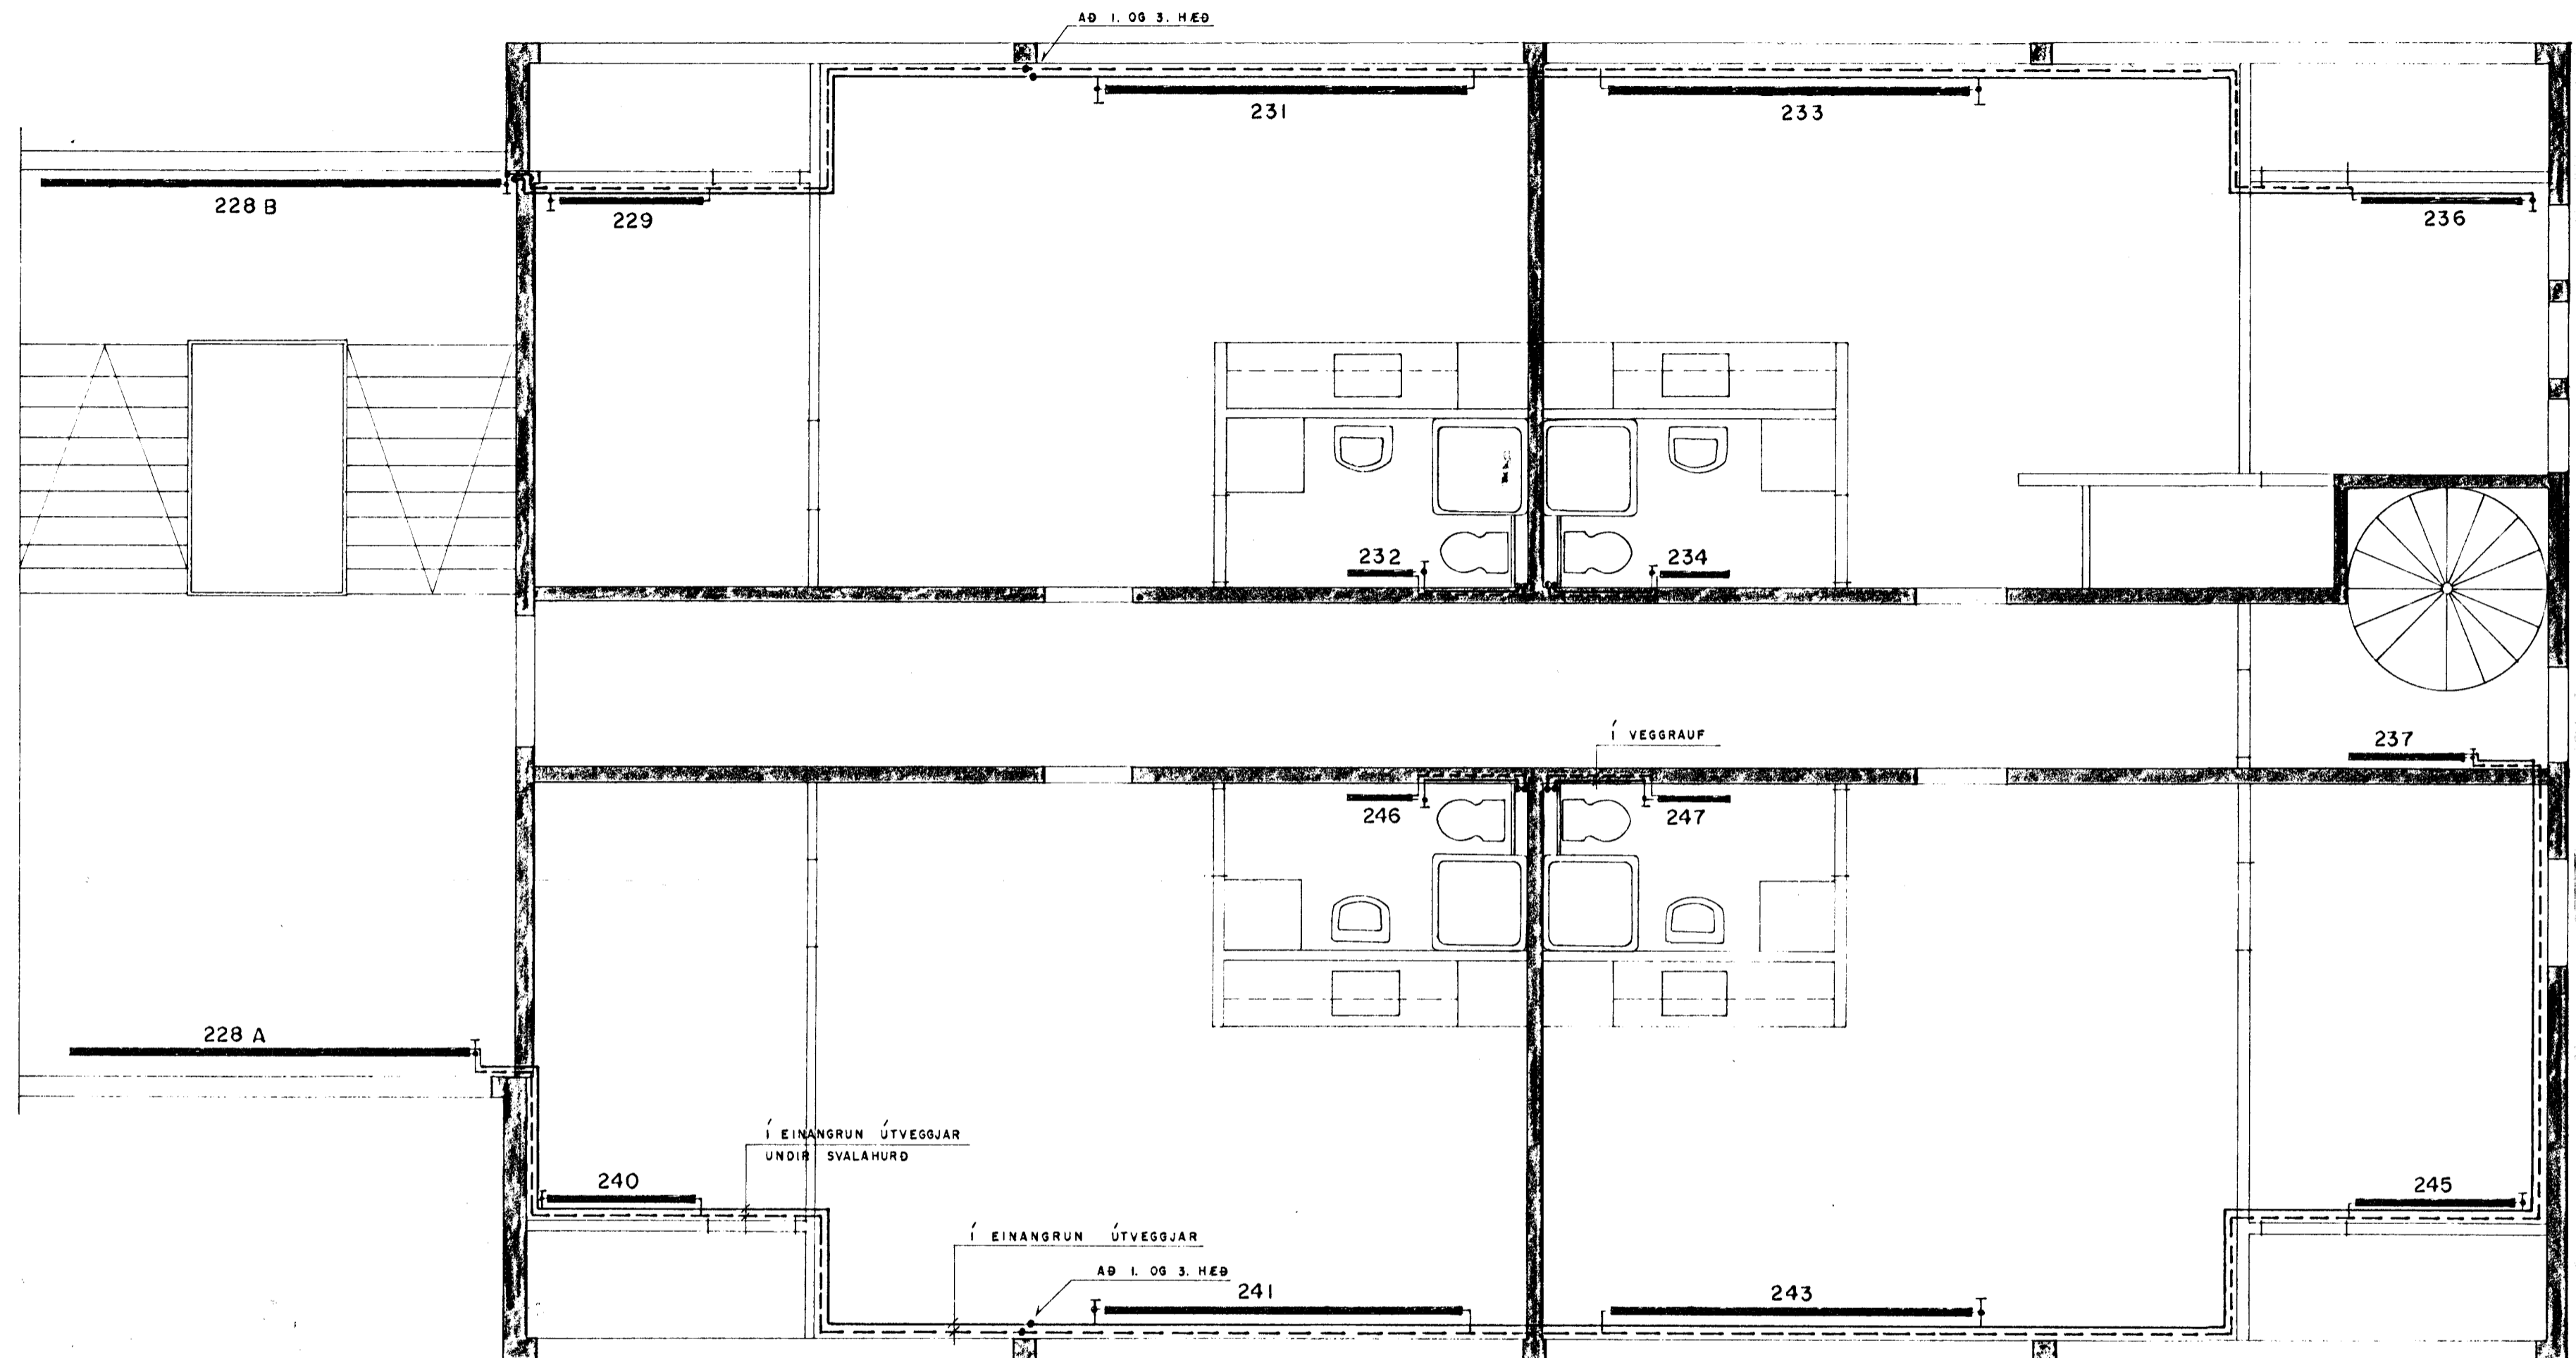 AÐ 1. OG 3. HÆÐ
231
233
228 B
229
236
232
234
Í VEGGRAUF
237
246
247
228 A
Í EINANGRUN ÚTVEGGJAR
UNDIR SVALAHURÐ
240
245
Í EINANGRUN ÚTVEGGJAR
AÐ 1. OG 3. HÆÐ
241
243